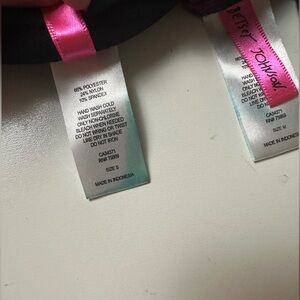 66% POLYESTER
24% NYLON
10% SPANDEX
HAND WASH COLD
WASH SEPARATELY
ONLY NON-CHLORINE
BLEACH WHEN NEEDED
DO NOT WRING OR TWIST
LINE DRY IN SHADE
DO NOT IRON
RN#
SIZE S
MADE IN INDONESIA
BETSEY JOHNSON
SIZE M
MADE IN INDONESIA